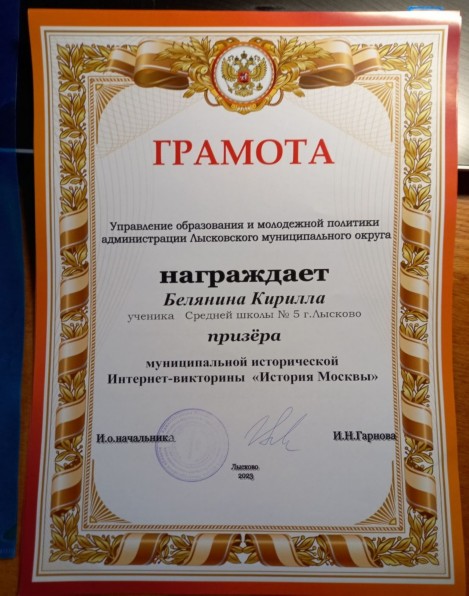 ГРАМОТА
Управление образования и молодежной политики
администрации Лысковского муниципального округа
награждает
Белянина Кирилла
ученика Средней школы № 5 г.Лысково
призёра
муниципальной исторической
Интернет-викторины «История Москвы»
И.о.начальника И.Н.Гарнова
Лысково
2023